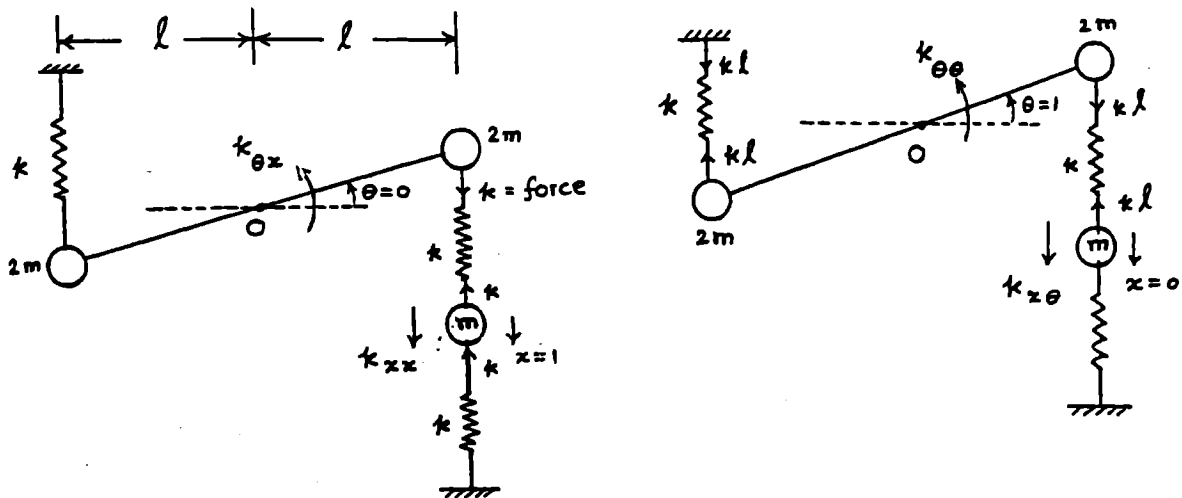 l
l
k
k_θx
2m
θ=0
k = force
O
k
2m
k
m
k_xx
x=1
k
k
2m
kl
k_θθ
k
θ=1
kl
kl
O
k
2m
kl
m
k_xθ
x=0